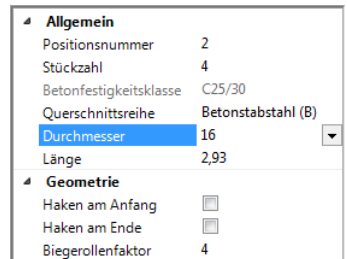 Allgemein
Positionsnummer 2
Stückzahl 4
Betonfestigkeitsklasse C25/30
Querschnittsreihe Betonstabstahl (B)
Durchmesser 16
Länge 2,93
Geometrie
Haken am Anfang
Haken am Ende
Biegerollenfaktor 4